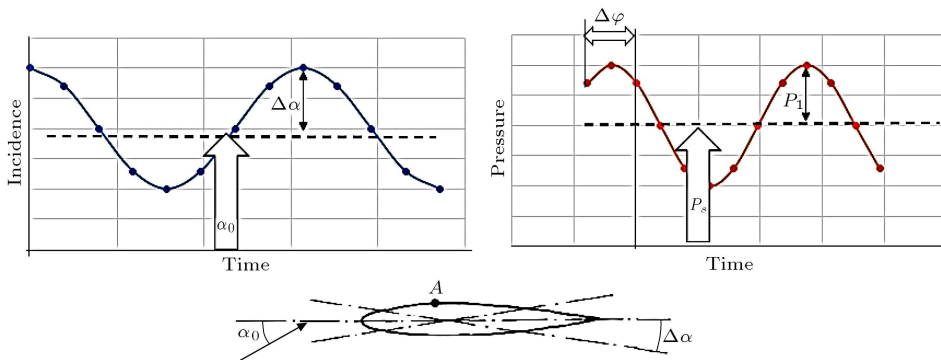 Incidence
Δα
α₀
Time
Δφ
Pressure
P₁
Pₛ
Time
A
α₀
Δα